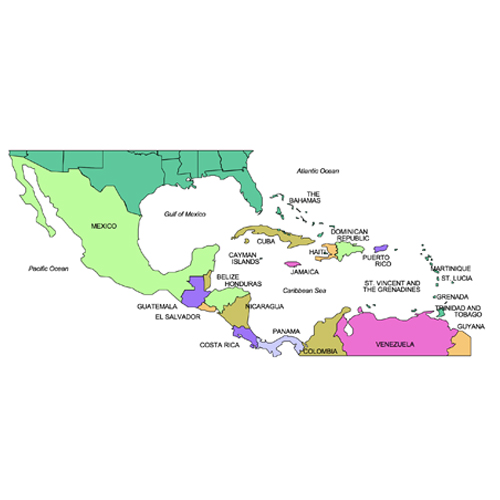 Atlantic Ocean
THE
BAHAMAS
Gulf of Mexico
MEXICO
DOMINICAN
REPUBLIC
CUBA
HAITI
CAYMAN
ISLANDS
PUERTO
RICO
Pacific Ocean
JAMAICA
MARTINIQUE
BELIZE
ST. LUCIA
HONDURAS
ST. VINCENT AND
THE GRENADINES
Caribbean Sea
GRENADA
GUATEMALA
NICARAGUA
TRINIDAD AND
TOBAGO
EL SALVADOR
GUYANA
PANAMA
COSTA RICA
VENEZUELA
COLOMBIA